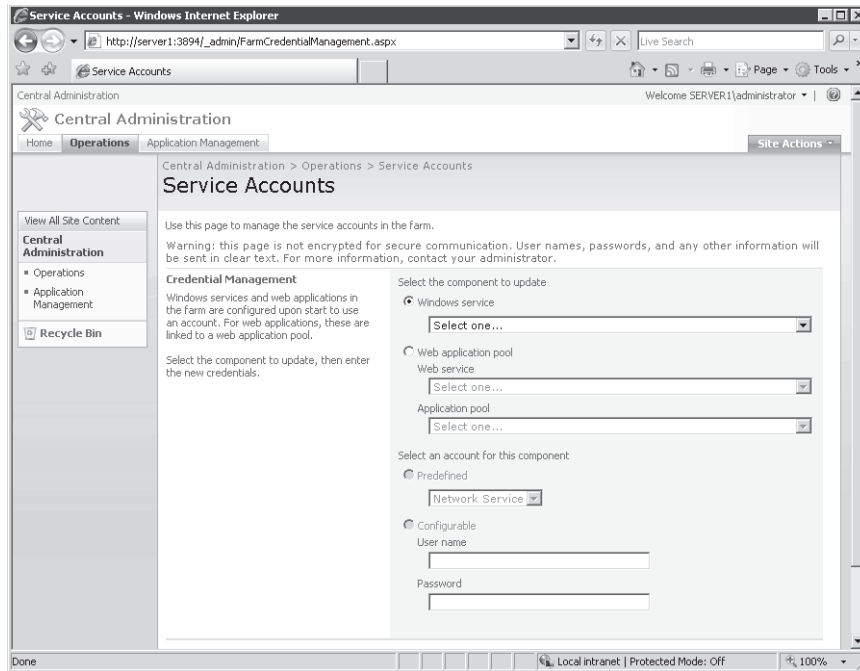 Service Accounts - Windows Internet Explorer
http://server1:3894/_admin/FarmCredentialManagement.aspx
Live Search
Service Accounts
Page
Tools
Central Administration
Welcome SERVER1\administrator
Central Administration
Home
Operations
Application Management
Site Actions
Central Administration > Operations > Service Accounts
Service Accounts
View All Site Content
Central
Administration
Operations
Application
Management
Recycle Bin
Use this page to manage the service accounts in the farm.
Warning: this page is not encrypted for secure communication. User names, passwords, and any other information will
be sent in clear text. For more information, contact your administrator.
Credential Management
Windows services and web applications in
the farm are configured upon start to use
an account. For web applications, these are
linked to a web application pool.
Select the component to update, then enter
the new credentials.
Select the component to update
Windows service
Select one...
Web application pool
Web service
Select one...
Application pool
Select one...
Select an account for this component
Predefined
Network Service
Configurable
User name
Password
Done
Local intranet | Protected Mode: Off
100%